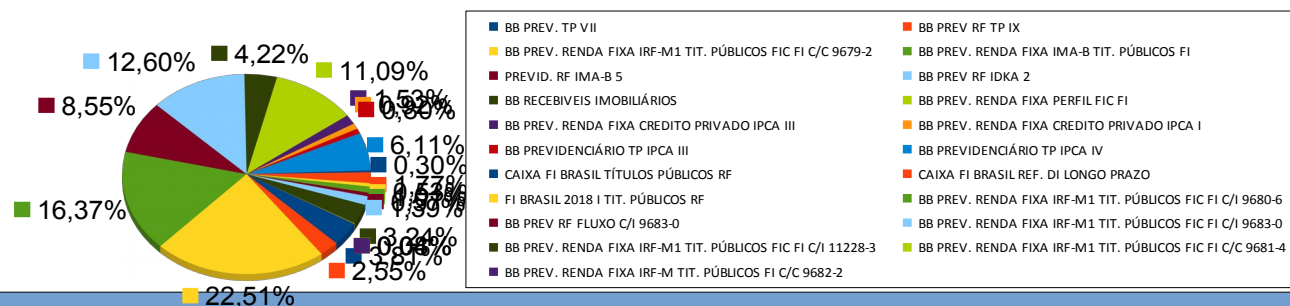 4,22%
12,60%
11,09%
8,55%
6,11%
0,30%
16,37%
3,24%
3,81%
2,55%
22,51%
BB PREV. TP VII
BB PREV RF TP IX
BB PREV. RENDA FIXA IRF-M1 TIT. PÚBLICOS FIC FI C/C 9679-2
BB PREV. RENDA FIXA IMA-B TIT. PÚBLICOS FI
PREVID. RF IMA-B 5
BB PREV RF IDKA 2
BB RECEBIVEIS IMOBILIÁRIOS
BB PREV. RENDA FIXA PERFIL FIC FI
BB PREV. RENDA FIXA CREDITO PRIVADO IPCA III
BB PREV. RENDA FIXA CREDITO PRIVADO IPCA I
BB PREVIDENCIÁRIO TP IPCA III
BB PREVIDENCIÁRIO TP IPCA IV
CAIXA FI BRASIL TÍTULOS PÚBLICOS RF
CAIXA FI BRASIL REF. DI LONGO PRAZO
FI BRASIL 2018 I TIT. PÚBLICOS RF
BB PREV. RENDA FIXA IRF-M1 TIT. PÚBLICOS FIC FI C/I 9680-6
BB PREV RF FLUXO C/I 9683-0
BB PREV. RENDA FIXA IRF-M1 TIT. PÚBLICOS FIC FI C/I 9683-0
BB PREV. RENDA FIXA IRF-M1 TIT. PÚBLICOS FIC FI C/I 11228-3
BB PREV. RENDA FIXA IRF-M1 TIT. PÚBLICOS FIC FI C/C 9681-4
BB PREV. RENDA FIXA IRF-M TIT. PÚBLICOS FI C/C 9682-2